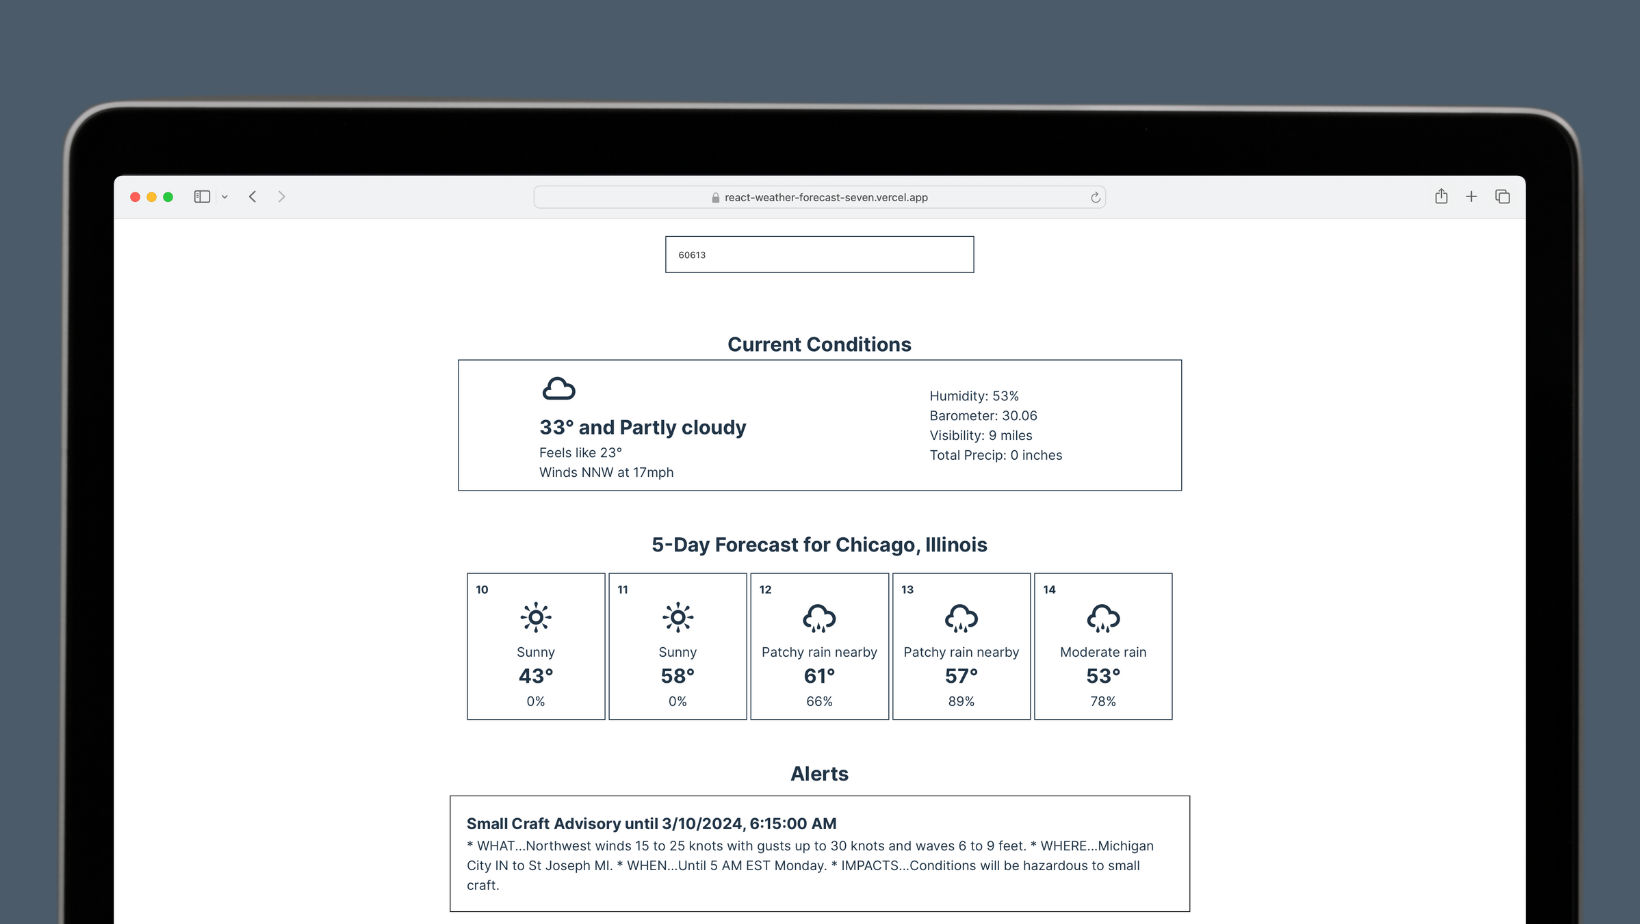 react-weather-forecast-seven.vercel.app
60613
Current Conditions
33° and Partly cloudy
Feels like 23°
Winds NNW at 17mph
Humidity: 53%
Barometer: 30.06
Visibility: 9 miles
Total Precip: 0 inches
5-Day Forecast for Chicago, Illinois
10
Sunny
43°
0%
11
Sunny
58°
0%
12
Patchy rain nearby
61°
66%
13
Patchy rain nearby
57°
89%
14
Moderate rain
53°
78%
Alerts
Small Craft Advisory until 3/10/2024, 6:15:00 AM
* WHAT...Northwest winds 15 to 25 knots with gusts up to 30 knots and waves 6 to 9 feet. * WHERE...Michigan
City IN to St Joseph MI. * WHEN...Until 5 AM EST Monday. * IMPACTS...Conditions will be hazardous to small
craft.